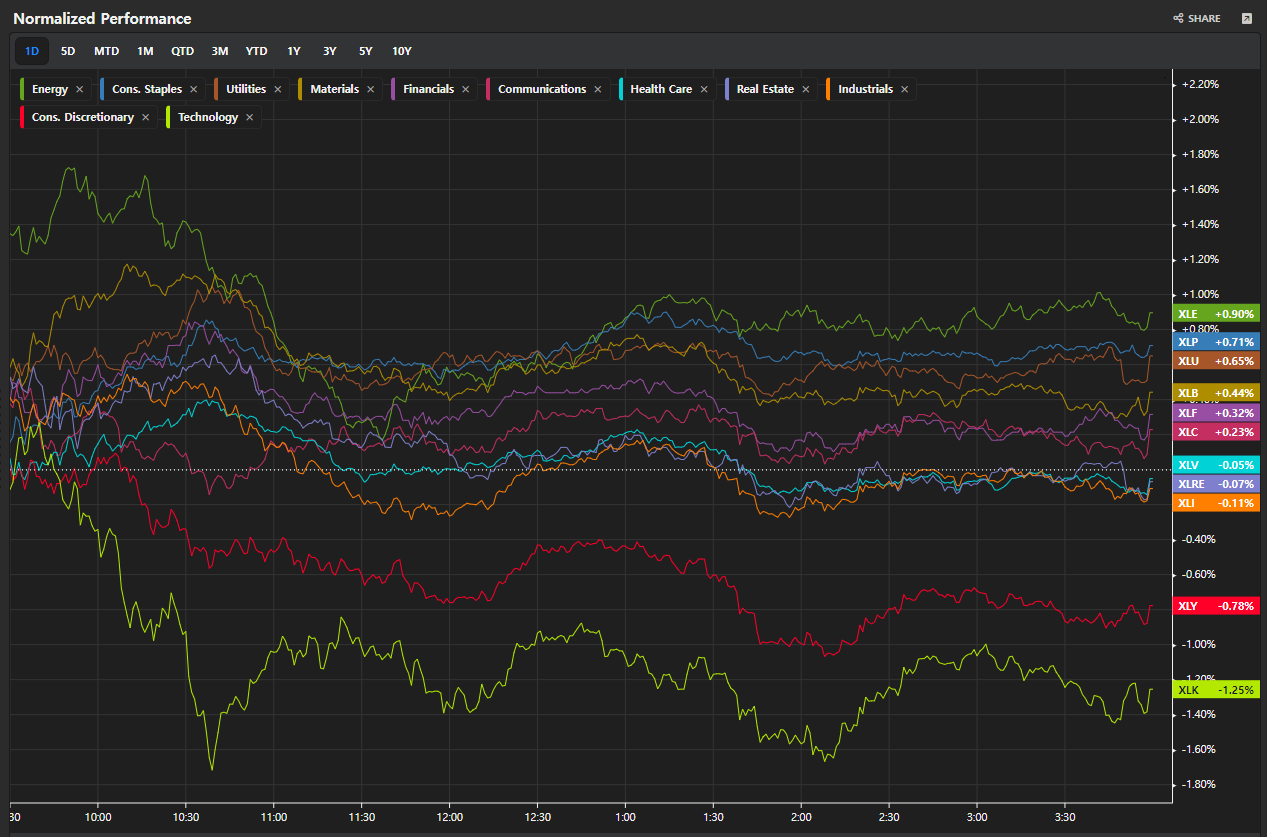 Normalized Performance
SHARE
1D 5D MTD 1M QTD 3M YTD 1Y 3Y 5Y 10Y
Energy × Cons. Staples × Utilities × Materials × Financials × Communications × Health Care × Real Estate × Industrials ×
Cons. Discretionary × Technology ×
+2.20%
+2.00%
+1.80%
+1.60%
+1.40%
+1.20%
+1.00%
XLE +0.90%
+0.80%
XLP +0.71%
XLU +0.65%
XLB +0.44%
XLF +0.32%
XLC +0.23%
XLV -0.05%
XLRE -0.07%
XLI -0.11%
-0.40%
-0.60%
XLY -0.78%
-1.00%
-1.20%
XLK -1.25%
-1.40%
-1.60%
-1.80%
30 10:00 10:30 11:00 11:30 12:00 12:30 1:00 1:30 2:00 2:30 3:00 3:30